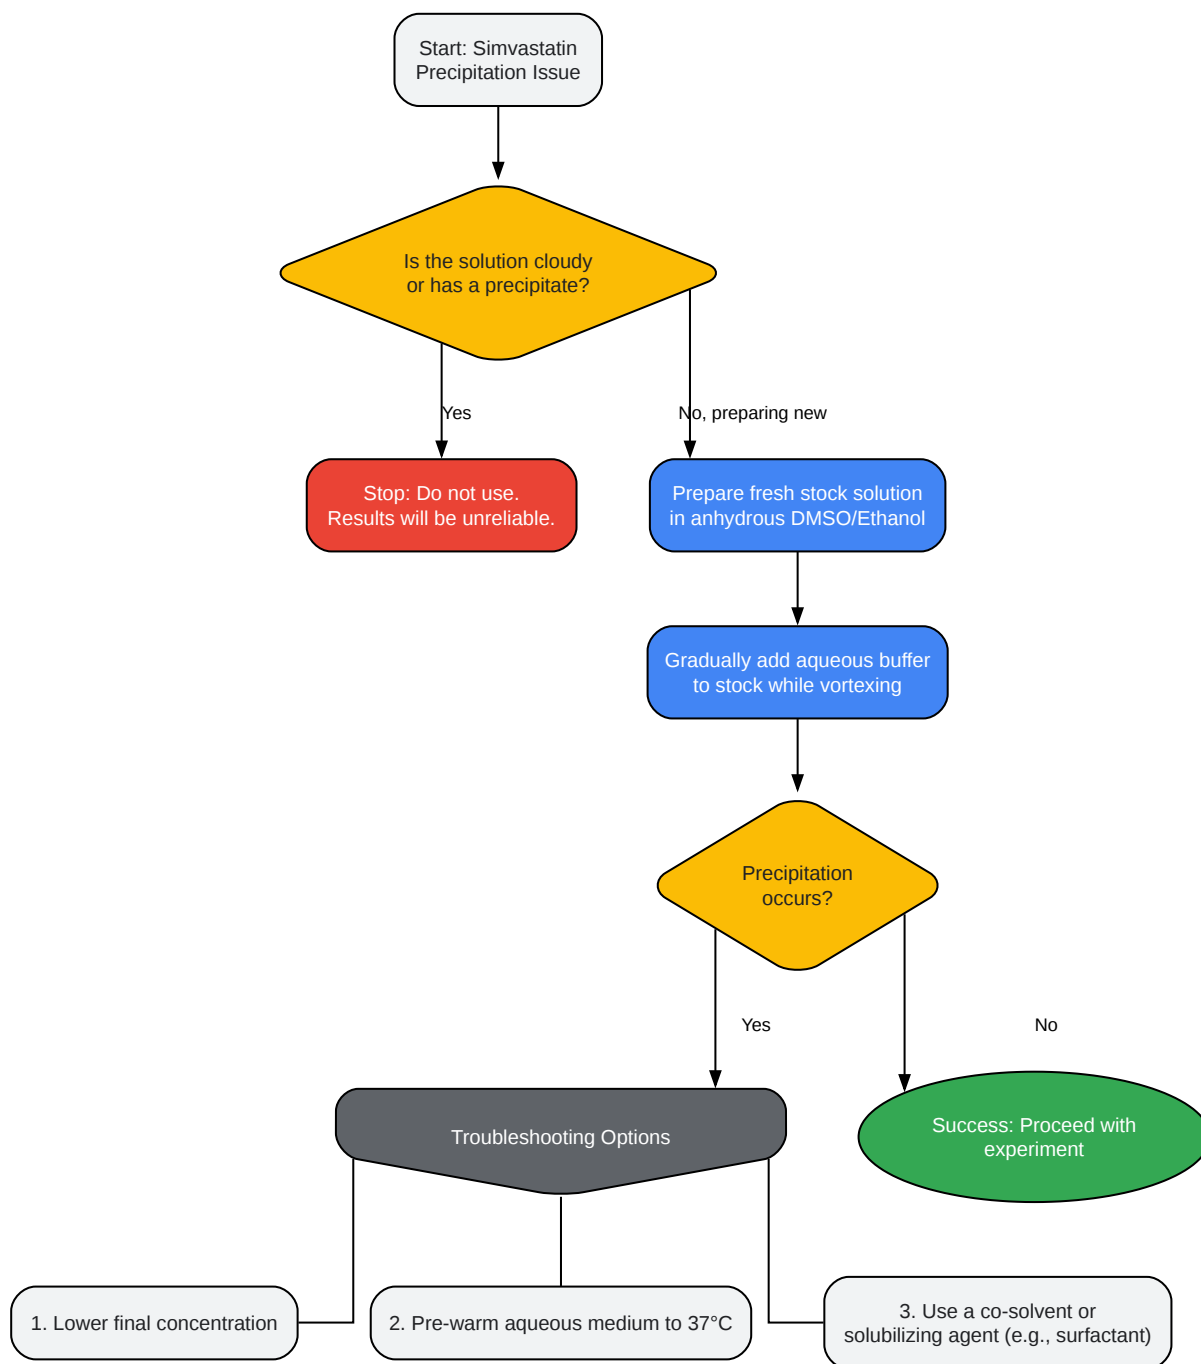 Start: Simvastatin
Precipitation Issue
Is the solution cloudy
or has a precipitate?
Yes
No, preparing new
Stop: Do not use.
Results will be unreliable.
Prepare fresh stock solution
in anhydrous DMSO/Ethanol
Gradually add aqueous buffer
to stock while vortexing
Precipitation
occurs?
Yes
No
Troubleshooting Options
Success: Proceed with
experiment
1. Lower final concentration
2. Pre-warm aqueous medium to 37°C
3. Use a co-solvent or
solubilizing agent (e.g., surfactant)